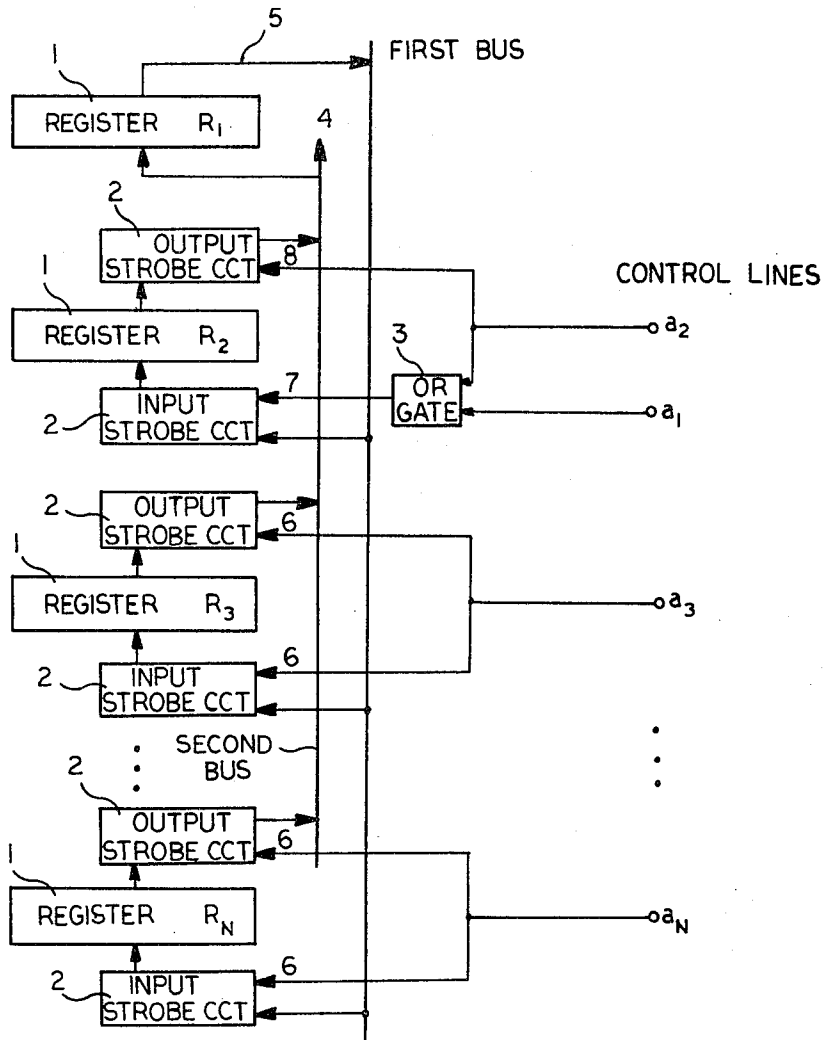 5
FIRST BUS
1
REGISTER R₁
4
2
OUTPUT
STROBE CCT
8
CONTROL LINES
1
a₂
REGISTER R₂
3
OR
GATE
7
INPUT
STROBE CCT
2
a₁
2
OUTPUT
STROBE CCT
6
1
REGISTER R₃
a₃
2
INPUT
STROBE CCT
6
SECOND
BUS
2
OUTPUT
STROBE CCT
6
1
REGISTER R_N
a_N
2
INPUT
STROBE CCT
6